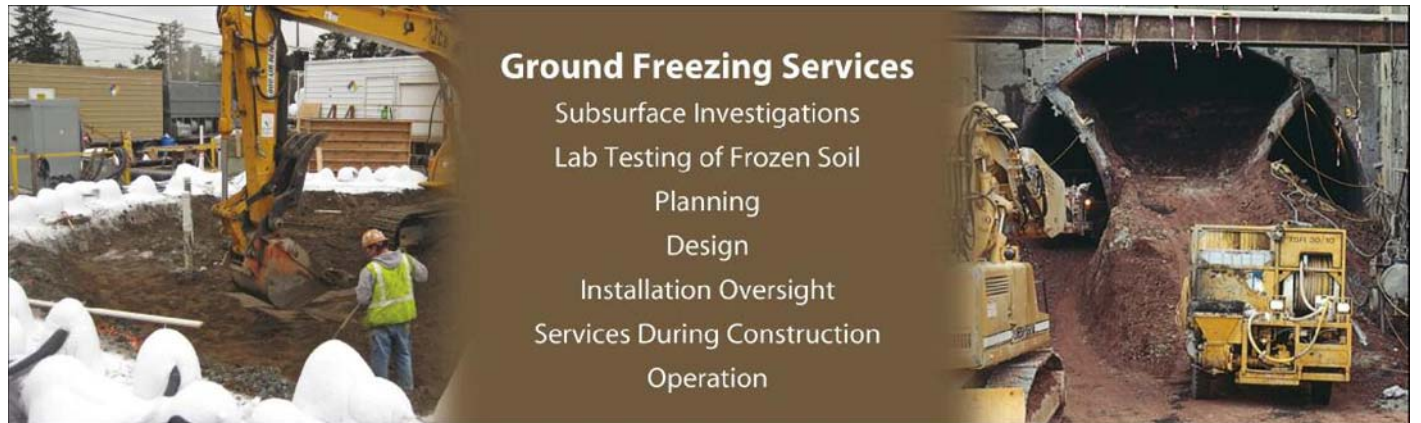 Ground Freezing Services
Subsurface Investigations
Lab Testing of Frozen Soil
Planning
Design
Installation Oversight
Services During Construction
Operation